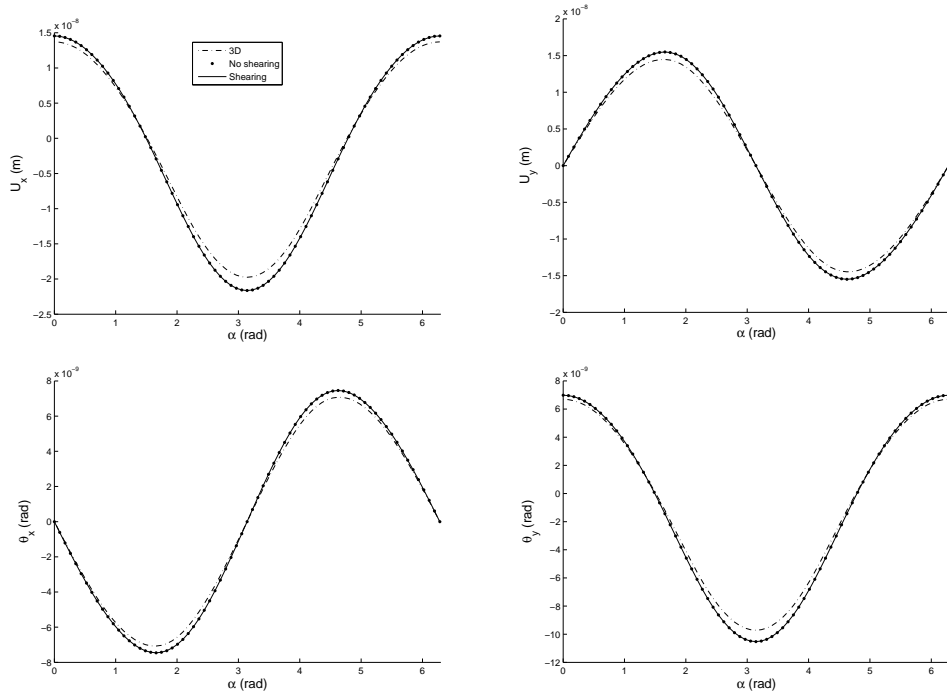 x 10⁻⁸
1.5
1
0.5
0
−0.5
−1
−1.5
−2
−2.5
U_x (m)
0 1 2 3 4 5 6
α (rad)
3D
No shearing
Shearing
x 10⁻⁸
2
1.5
1
0.5
0
−0.5
−1
−1.5
−2
U_y (m)
0 1 2 3 4 5 6
α (rad)
x 10⁻⁹
8
6
4
2
0
−2
−4
−6
−8
θ_x (rad)
0 1 2 3 4 5 6
α (rad)
x 10⁻⁹
8
6
4
2
0
−2
−4
−6
−8
−10
−12
θ_y (rad)
0 1 2 3 4 5 6
α (rad)